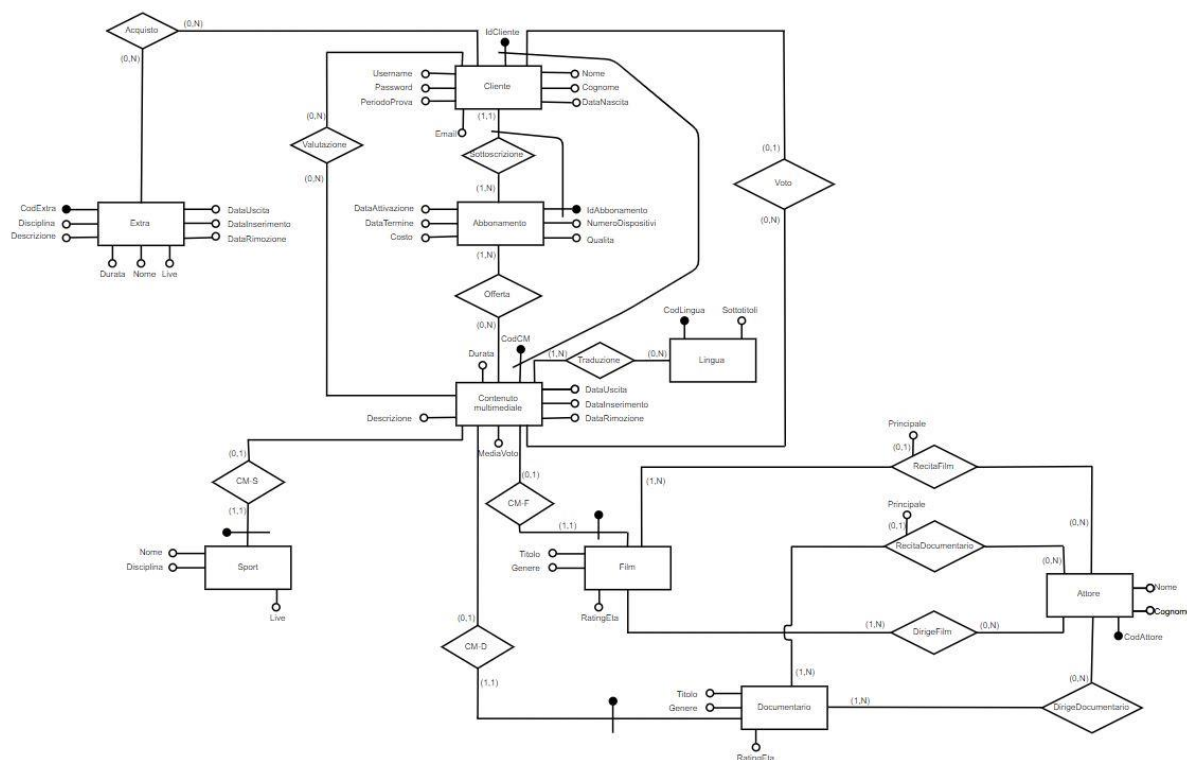 Acquisto
(0,N)
(0,N)
IdCliente
Username
Password
PeriodoProva
Cliente
Nome
Cognome
DataNascita
Email
(1,1)
(0,N)
Valutazione
(0,N)
Sottoscrizione
(1,N)
(0,1)
Voto
(0,N)
CodExtra
Disciplina
Descrizione
Extra
DataUscita
DataInserimento
DataRimozione
Durata
Nome
Live
DataAttivazione
DataTermine
Costo
Abbonamento
IdAbbonamento
NumeroDispositivi
Qualita
(1,N)
Offerta
(0,N)
CodCM
Durata
(1,N)
Traduzione
(0,N)
CodLingua
Sottotitoli
Lingua
Contenuto
multimediale
DataUscita
DataInserimento
DataRimozione
Descrizione
MediaVoto
(0,1)
CM-S
(1,1)
(0,1)
CM-F
(1,1)
Principale
(0,1)
RecitaFilm
(1,N)
(0,N)
Principale
(0,1)
RecitaDocumentario
(0,N)
Nome
Disciplina
Sport
Live
Titolo
Genere
Film
RatingEta
Attore
Nome
Cognom
CodAttore
(0,1)
CM-D
(1,1)
(1,N)
DirigeFilm
(0,N)
(1,N)
(0,N)
Titolo
Genere
Documentario
(1,N)
DirigeDocumentario
RatingEta